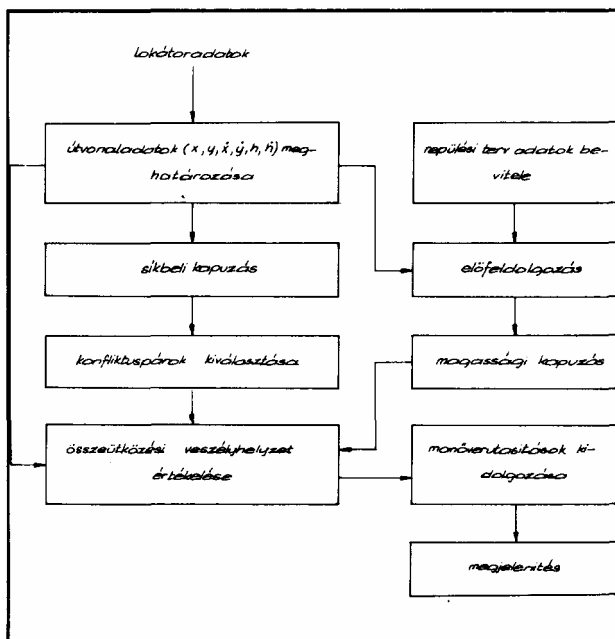 lokátoradatok
útvonaladatok (x, y, ẋ, ẏ, h, ḣ) meg-
határozása
síkbeli kapuzás
konfliktuspárok kiválasztása
összeütközési veszélyhelyzet
értékelése
repülési terv adatok be-
vitele
előfeldolgozás
magassági kapuzás
manőverutasítások ki-
dolgozása
megjelenítés